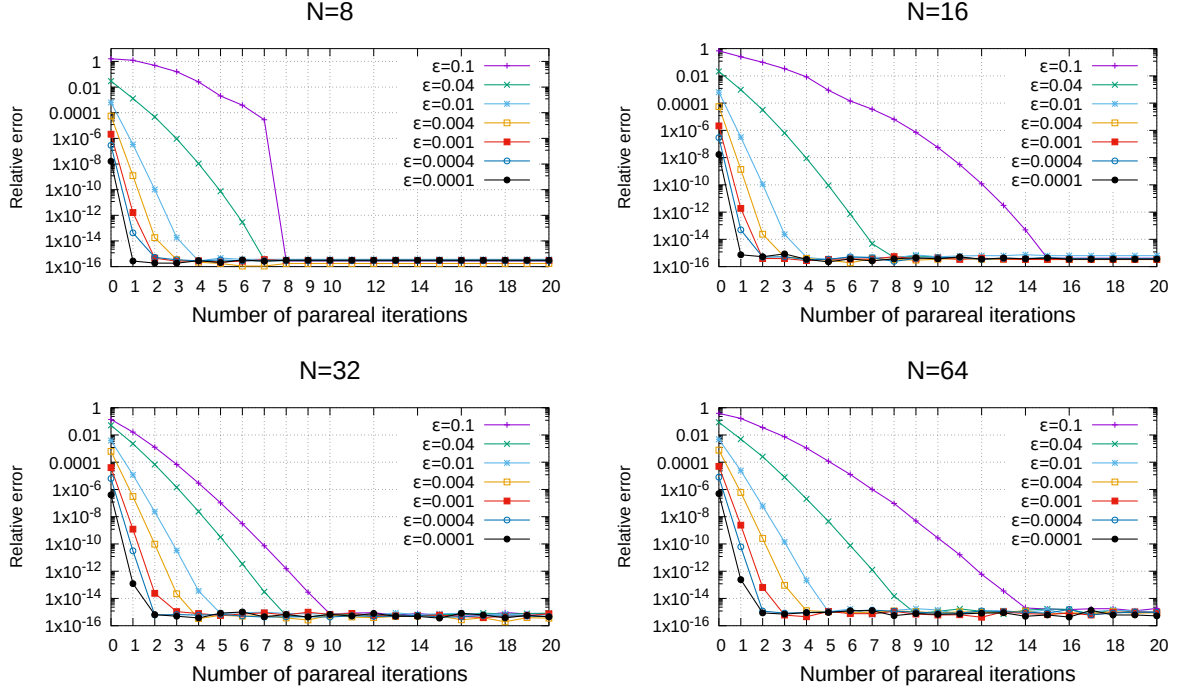 N=8
1
0.01
0.0001
1x10-6
1x10-8
1x10-10
1x10-12
1x10-14
1x10-16
Relative error
ε=0.1
ε=0.04
ε=0.01
ε=0.004
ε=0.001
ε=0.0004
ε=0.0001
0 1 2 3 4 5 6 7 8 9 10 12 14 16 18 20
Number of parareal iterations
N=16
1
0.01
0.0001
1x10-6
1x10-8
1x10-10
1x10-12
1x10-14
1x10-16
Relative error
ε=0.1
ε=0.04
ε=0.01
ε=0.004
ε=0.001
ε=0.0004
ε=0.0001
0 1 2 3 4 5 6 7 8 9 10 12 14 16 18 20
Number of parareal iterations
N=32
1
0.01
0.0001
1x10-6
1x10-8
1x10-10
1x10-12
1x10-14
1x10-16
Relative error
ε=0.1
ε=0.04
ε=0.01
ε=0.004
ε=0.001
ε=0.0004
ε=0.0001
0 1 2 3 4 5 6 7 8 9 10 12 14 16 18 20
Number of parareal iterations
N=64
1
0.01
0.0001
1x10-6
1x10-8
1x10-10
1x10-12
1x10-14
1x10-16
Relative error
ε=0.1
ε=0.04
ε=0.01
ε=0.004
ε=0.001
ε=0.0004
ε=0.0001
0 1 2 3 4 5 6 7 8 9 10 12 14 16 18 20
Number of parareal iterations